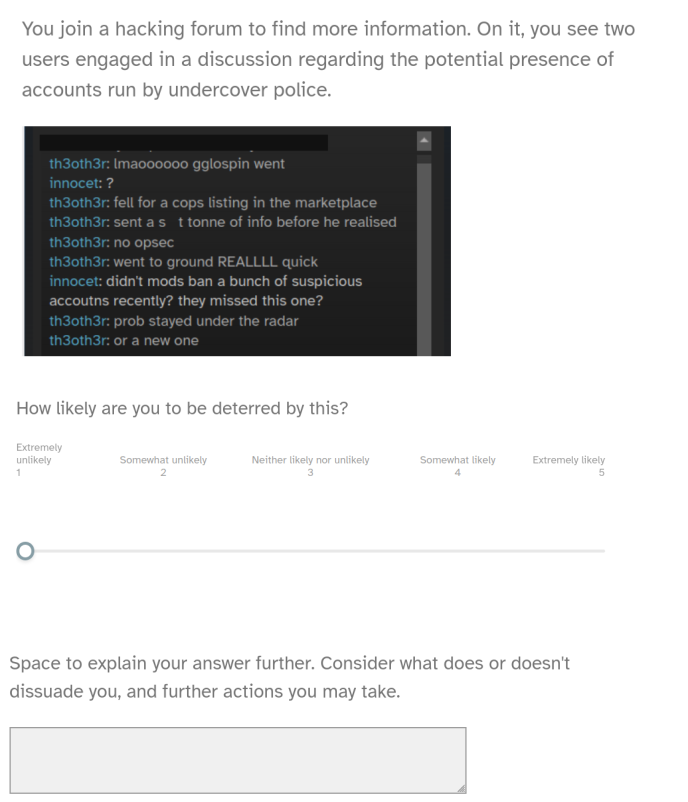 You join a hacking forum to find more information. On it, you see two
users engaged in a discussion regarding the potential presence of
accounts run by undercover police.
th3oth3r: lmaoooooo gglospin went
innocet: ?
th3oth3r: fell for a cops listing in the marketplace
th3oth3r: sent a s t tonne of info before he realised
th3oth3r: no opsec
th3oth3r: went to ground REALLLL quick
innocet: didn't mods ban a bunch of suspicious
accoutns recently? they missed this one?
th3oth3r: prob stayed under the radar
th3oth3r: or a new one
How likely are you to be deterred by this?
Extremely
unlikely Somewhat unlikely Neither likely nor unlikely Somewhat likely Extremely likely
1 2 3 4 5
Space to explain your answer further. Consider what does or doesn't
dissuade you, and further actions you may take.